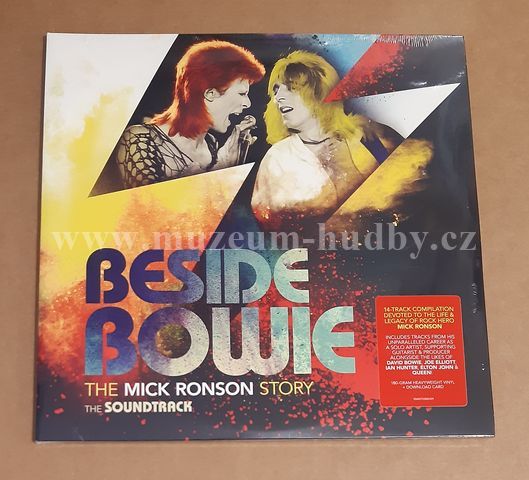 www.muzeum-hudby.cz
BESIDE
BOWIE
THE MICK RONSON STORY
THE SOUNDTRACK
14-TRACK COMPILATION
DEVOTED TO THE LIFE &
LEGACY OF ROCK HERO
MICK RONSON
INCLUDES TRACKS FROM HIS
UNPARALLELED CAREER AS
A SOLO ARTIST, SUPPORTING
GUITARIST & PRODUCER
ALONGSIDE THE LIKES OF
DAVID BOWIE, JOE ELLIOTT,
IAN HUNTER, ELTON JOHN &
QUEEN!
180-GRAM HEAVYWEIGHT VINYL
+ DOWNLOAD CARD